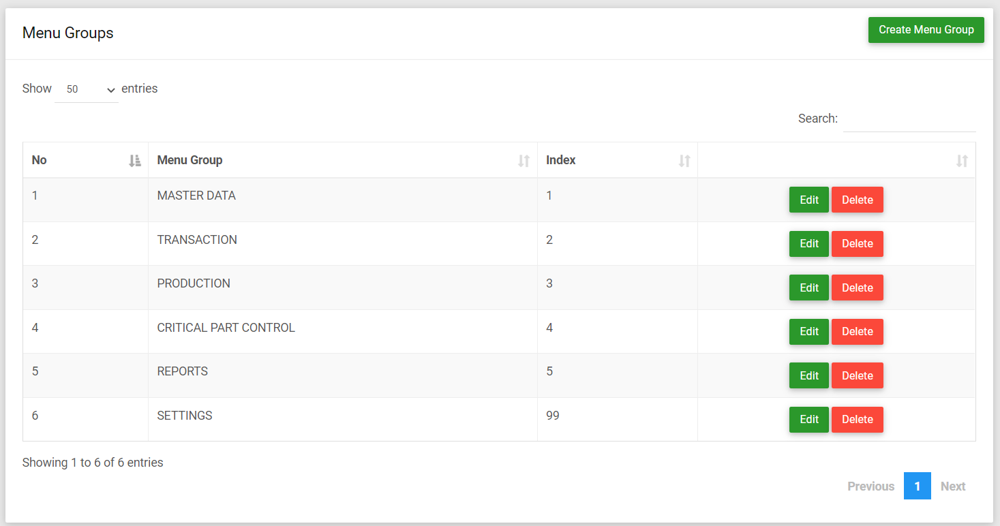 Menu Groups
Create Menu Group
Show 50 entries
Search:
No Menu Group Index
1 MASTER DATA 1 Edit Delete
2 TRANSACTION 2 Edit Delete
3 PRODUCTION 3 Edit Delete
4 CRITICAL PART CONTROL 4 Edit Delete
5 REPORTS 5 Edit Delete
6 SETTINGS 99 Edit Delete
Showing 1 to 6 of 6 entries
Previous 1 Next